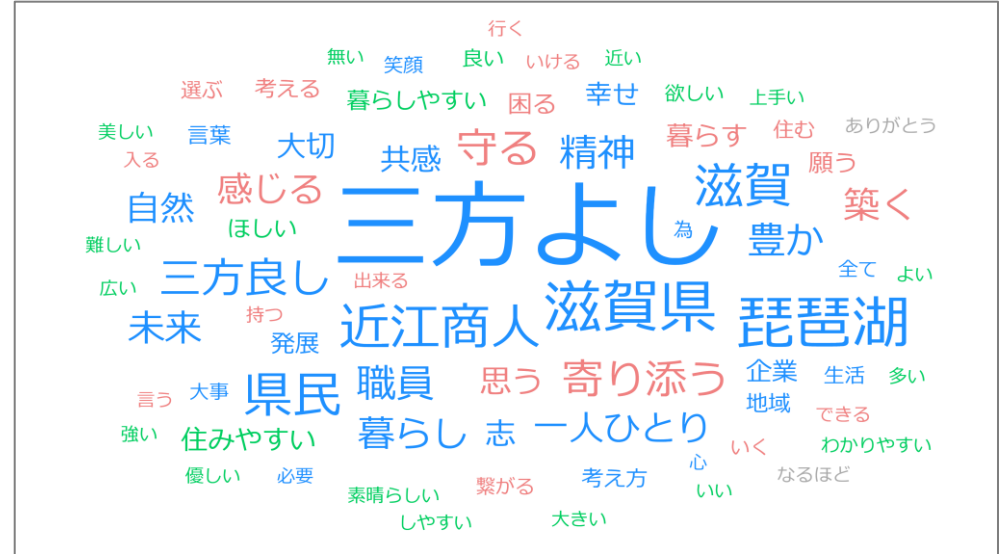 行く
無い 笑顔 良い いける 近い
選ぶ 考える 暮らしやすい 困る 幸せ 欲しい 上手い
美しい 言葉 大切 共感 守る 精神 暮らす 住む ありがとう
入る 感じる 三方よし 滋賀 願う 築く
自然 ほしい 為 豊か
難しい 三方良し 出来る 全て よい
広い 持つ 近江商人 滋賀県 琵琶湖
未来 発展
県民 職員 思う 寄り添う 企業 生活 多い
言う 大事 地域 できる
強い 住みやすい 暮らし 志 一人ひとり いく わかりやすい
優しい 必要 考え方 心 なるほど
素晴らしい 繋がる いい
しやすい 大きい